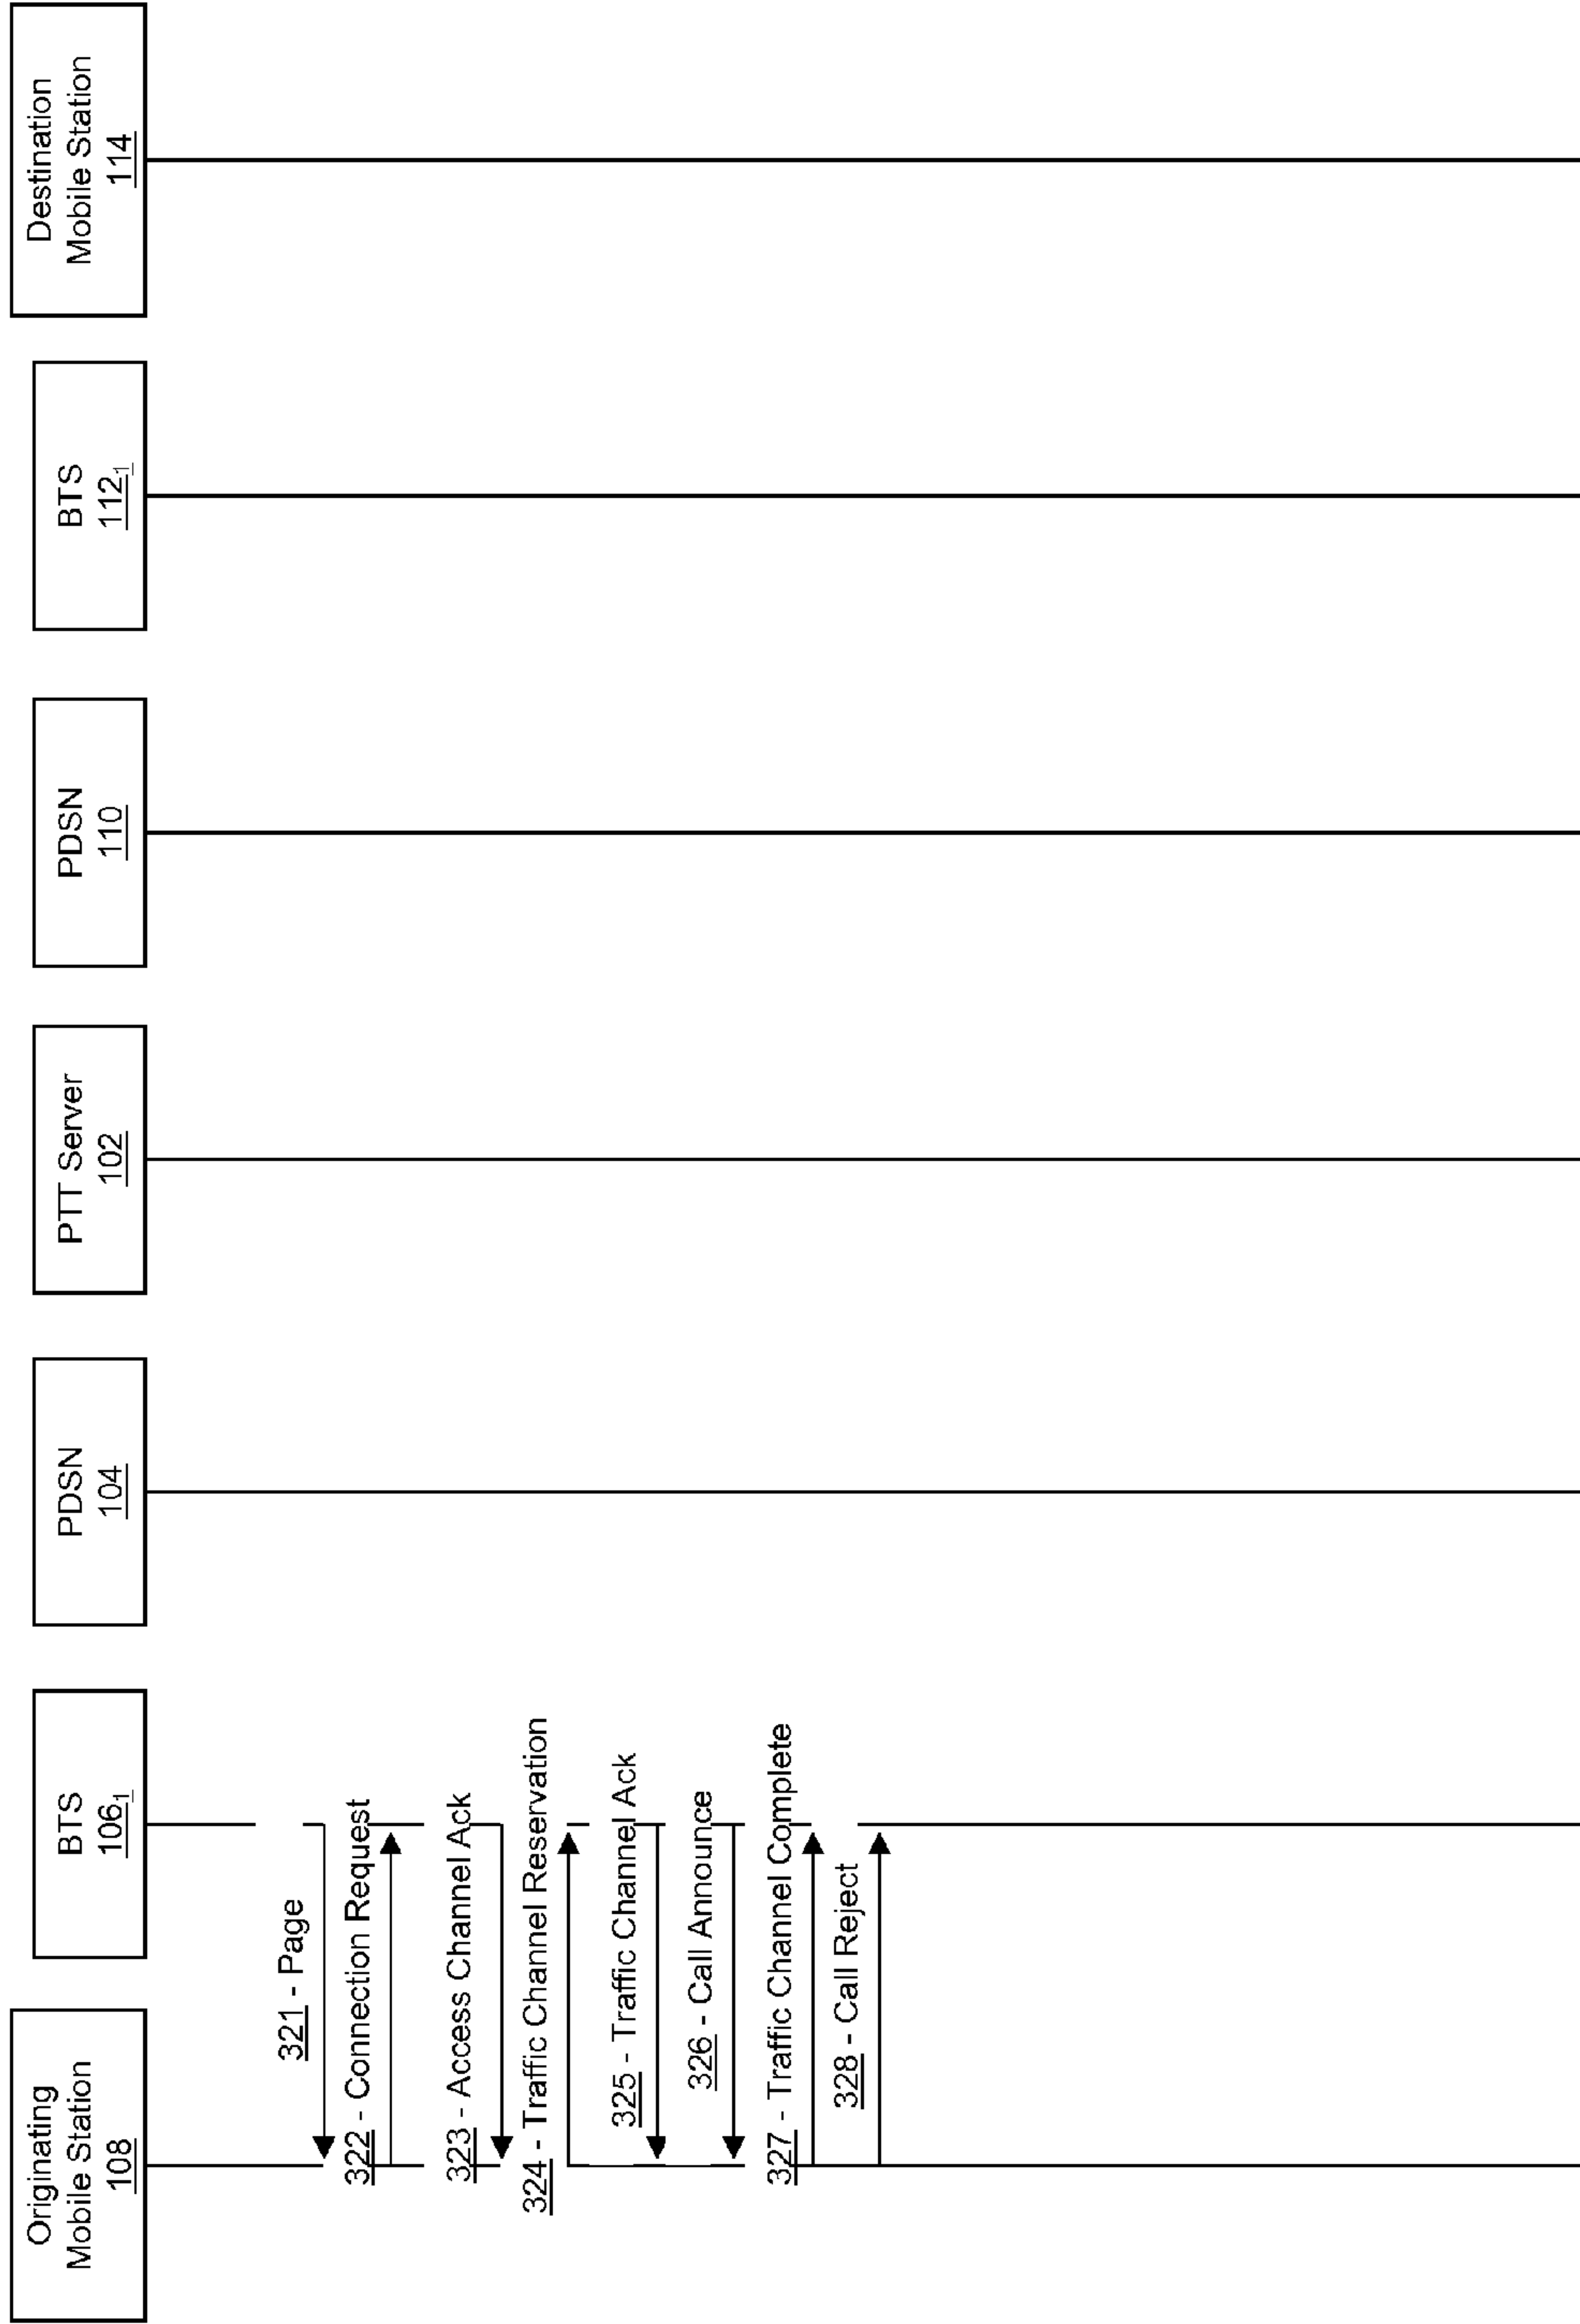 Originating
Mobile Station
108
BTS
106₁
PDSN
104
PTT Server
102
PDSN
110
BTS
112₁
Destination
Mobile Station
114
321 - Page
322 - Connection Request
323 - Access Channel Ack
324 - Traffic Channel Reservation
325 - Traffic Channel Ack
326 - Call Announce
327 - Traffic Channel Complete
328 - Call Reject